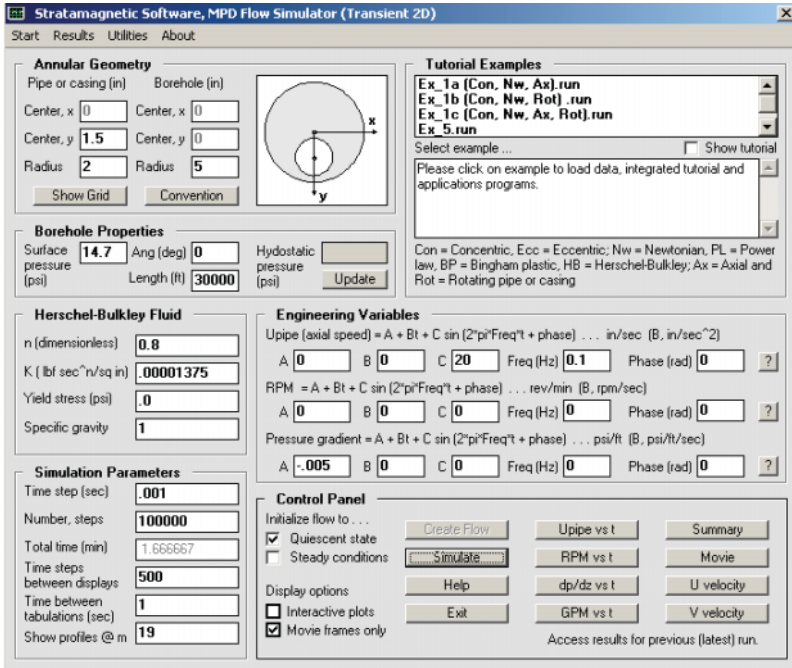 Stratamagnetic Software, MPD Flow Simulator (Transient 2D)
Start Results Utilities About
Annular Geometry
Pipe or casing (in) Borehole (in)
Center, x 0 Center, x 0
Center, y 1.5 Center, y 0
Radius 2 Radius 5
Show Grid Convention
x
y
Tutorial Examples
Ex_1a (Con, Nw, Ax).run
Ex_1b (Con, Nw, Rot) .run
Ex_1c (Con, Nw, Ax, Rot).run
Ex_5.run
Select example ... Show tutorial
Please click on example to load data, integrated tutorial and
applications programs.
Con = Concentric, Ecc = Eccentric; Nw = Newtonian, PL = Power
law, BP = Bingham plastic, HB = Herschel-Bulkley; Ax = Axial and
Rot = Rotating pipe or casing
Borehole Properties
Surface pressure (psi) 14.7 Ang (deg) 0
Length (ft) 30000
Hydostatic pressure (psi) Update
Herschel-Bulkley Fluid
n (dimensionless) 0.8
K ( lbf sec^n/sq in) .00001375
Yield stress (psi) .0
Specific gravity 1
Engineering Variables
Upipe (axial speed) = A + Bt + C sin (2*pi*Freq*t + phase) . . . in/sec (B, in/sec^2)
A 0 B 0 C 20 Freq (Hz) 0.1 Phase (rad) 0 ?
RPM = A + Bt + C sin (2*pi*Freq*t + phase) . . . rev/min (B, rpm/sec)
A 0 B 0 C 0 Freq (Hz) 0 Phase (rad) 0 ?
Pressure gradient = A + Bt + C sin (2*pi*Freq*t + phase) . . . psi/ft (B, psi/ft/sec)
A -.005 B 0 C 0 Freq (Hz) 0 Phase (rad) 0 ?
Simulation Parameters
Time step (sec) .001
Number, steps 100000
Total time (min) 1.666667
Time steps between displays 500
Time between tabulations (sec) 1
Show profiles @ m 19
Control Panel
Initialize flow to . . .
Quiescent state
Steady conditions
Display options
Interactive plots
Movie frames only
Create Flow Upipe vs t Summary
Simulate RPM vs t Movie
Help dp/dz vs t U velocity
Exit GPM vs t V velocity
Access results for previous (latest) run.